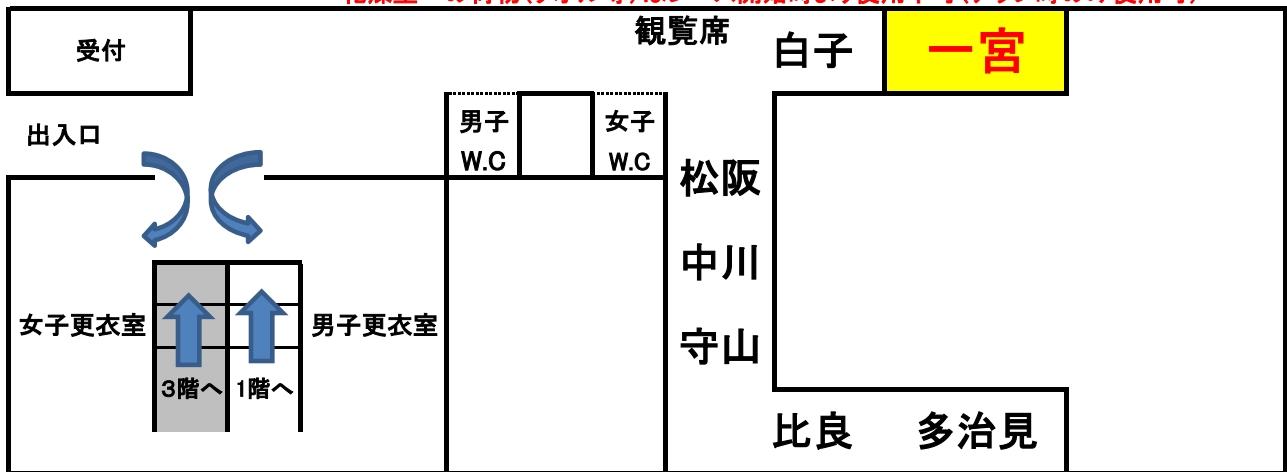 受付
観覧席
白子
一宮
出入口
男子
W.C
女子
W.C
松阪
中川
守山
女子更衣室
3階へ
1階へ
男子更衣室
比良
多治見